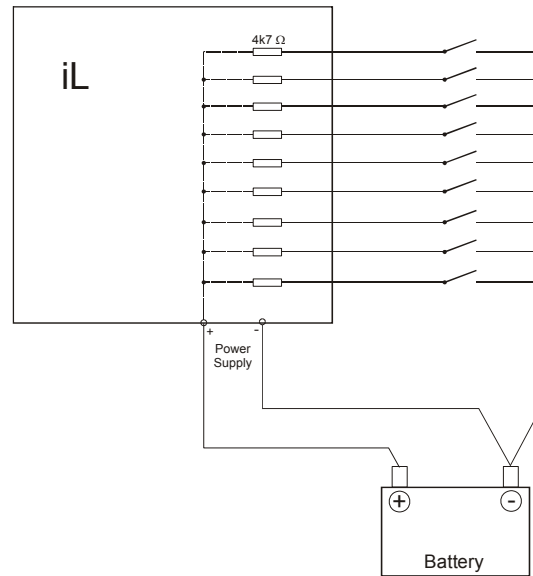 4k7 Ω
iL
+
-
Power
Supply
+
-
Battery